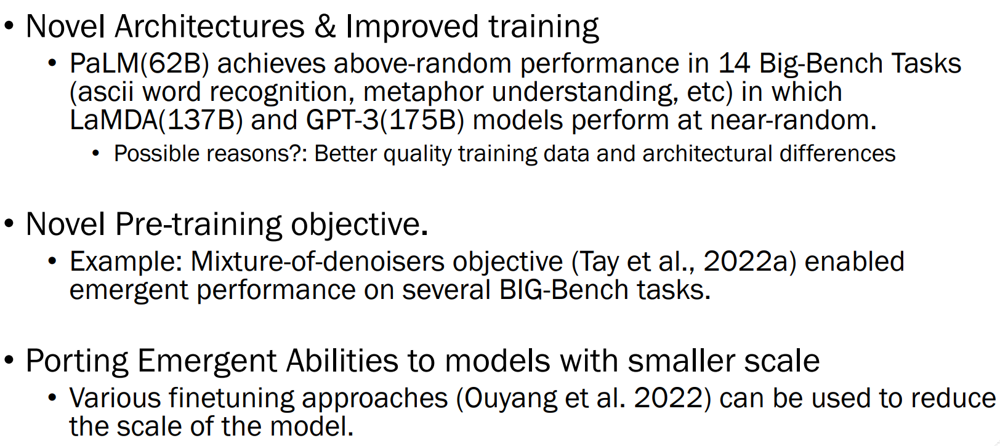 • Novel Architectures & Improved training
• PaLM(62B) achieves above-random performance in 14 Big-Bench Tasks
(ascii word recognition, metaphor understanding, etc) in which
LaMDA(137B) and GPT-3(175B) models perform at near-random.
• Possible reasons?: Better quality training data and architectural differences
• Novel Pre-training objective.
• Example: Mixture-of-denoisers objective (Tay et al., 2022a) enabled
emergent performance on several BIG-Bench tasks.
• Porting Emergent Abilities to models with smaller scale
• Various finetuning approaches (Ouyang et al. 2022) can be used to reduce
the scale of the model.